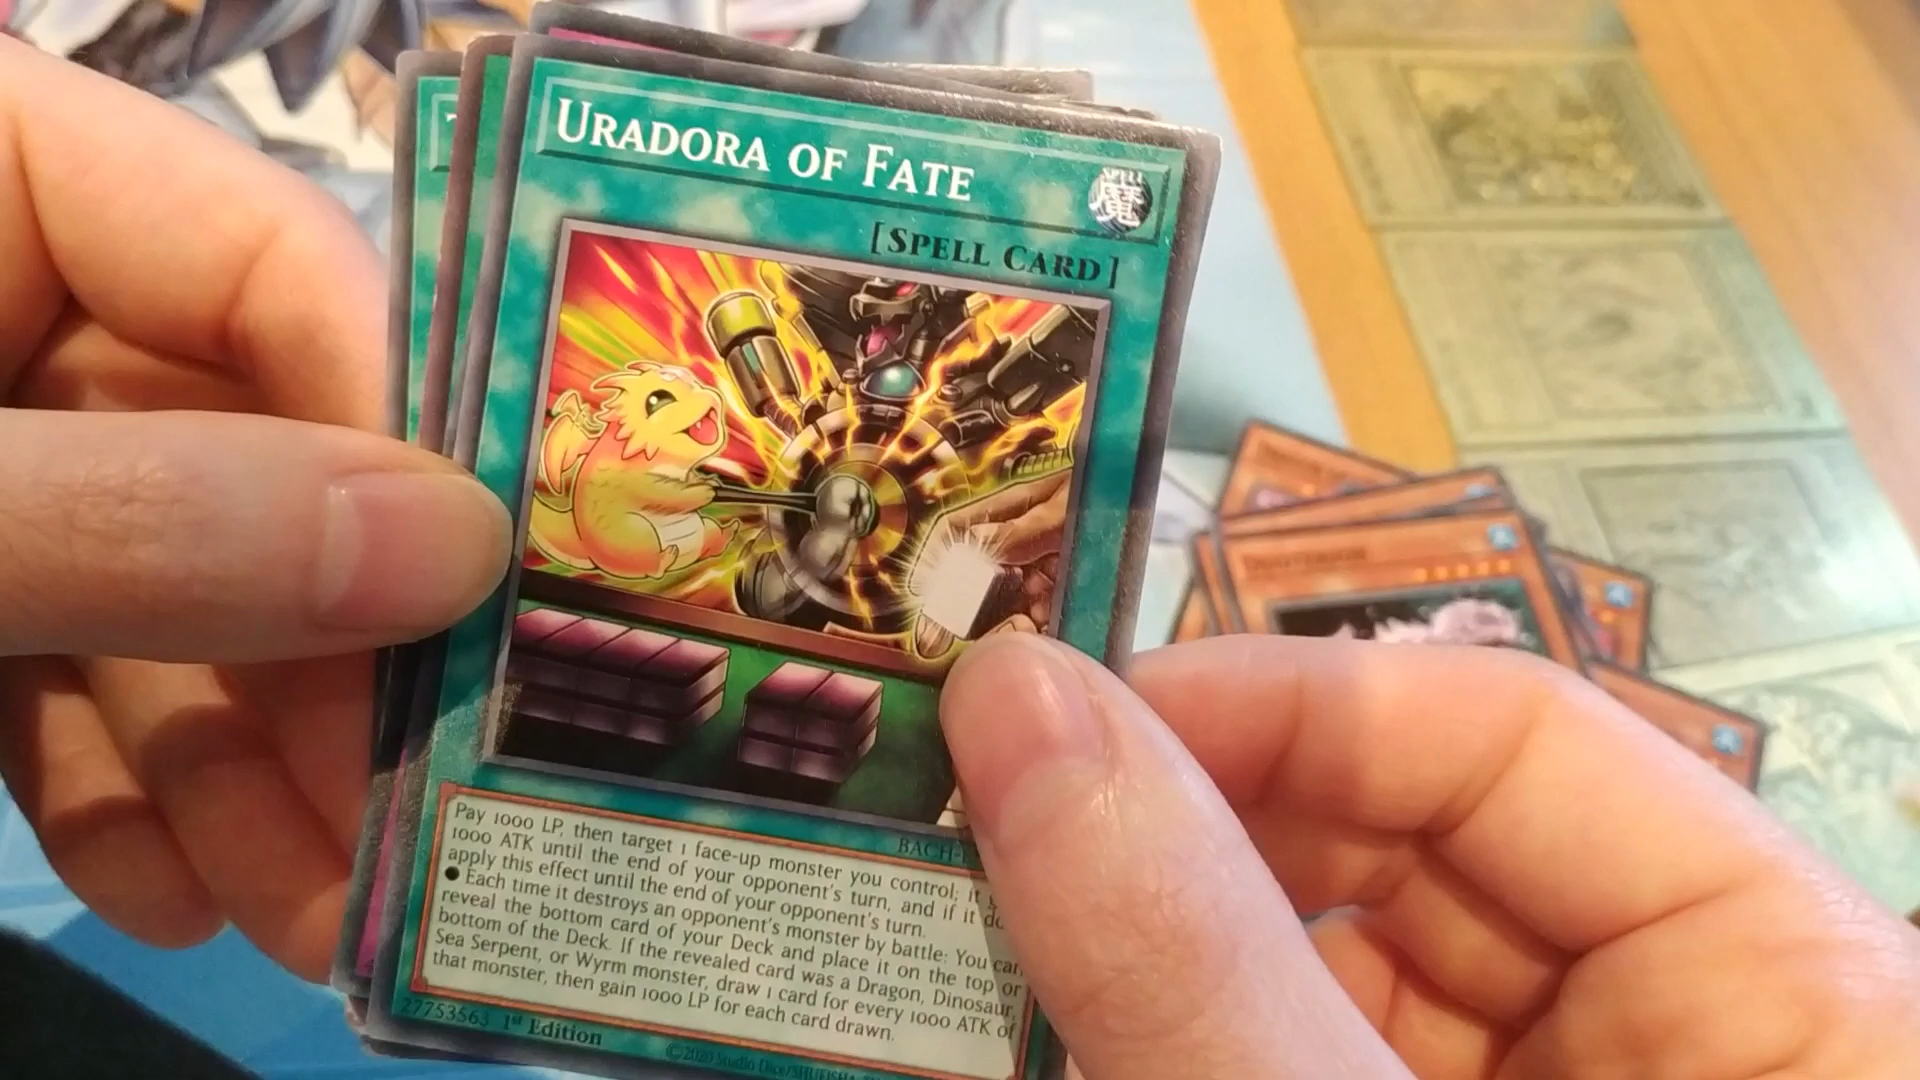 URADORA OF FATE
SPELL
魔
[SPELL CARD]
BACH-
Pay 1000 LP, then target 1 face-up monster you control; it
1000 ATK until the end of your opponent's turn, and if it
apply this effect until the end of your opponent's turn.
● Each time it destroys an opponent's monster by battle: You can
reveal the bottom card of your Deck and place it on the top or
bottom of the Deck. If the revealed card was a Dragon, Dinosaur,
Sea Serpent, or Wyrm monster, draw 1 card for every 1000 ATK of
that monster, then gain 1000 LP for each card drawn.
27753563 1st Edition
©2020 Studio Dice/SHUEISHA,